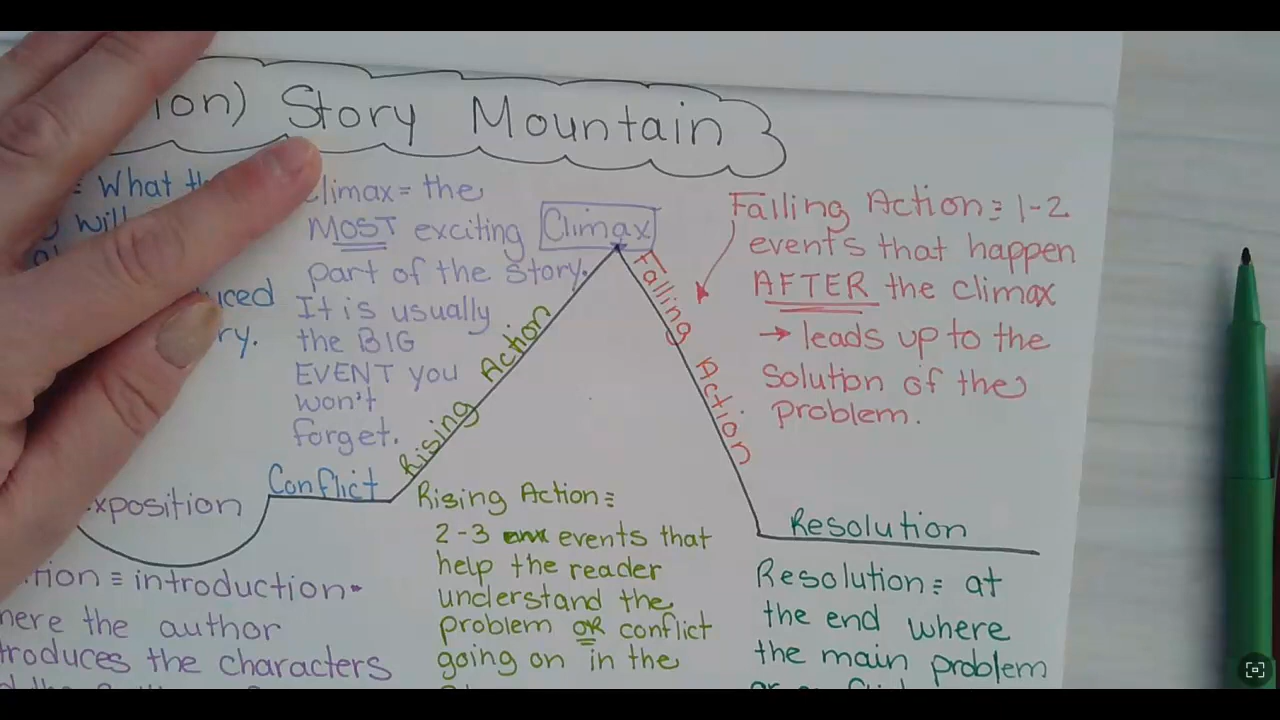 ion) Story Mountain
= What th
will
uced
ry.
Climax = the
MOST exciting
part of the story.
It is usually
the BIG
EVENT you
won't
forget.
Climax
Rising Action
Falling Action
Falling Action = 1-2
events that happen
AFTER the climax
→ leads up to the
solution of the
problem.
xposition
Conflict
Resolution
ition = introduction-
here the author
troduces the characters
Rising Action =
2-3 events that
help the reader
understand the
problem OR conflict
going on in the
Resolution = at
the end where
the main problem